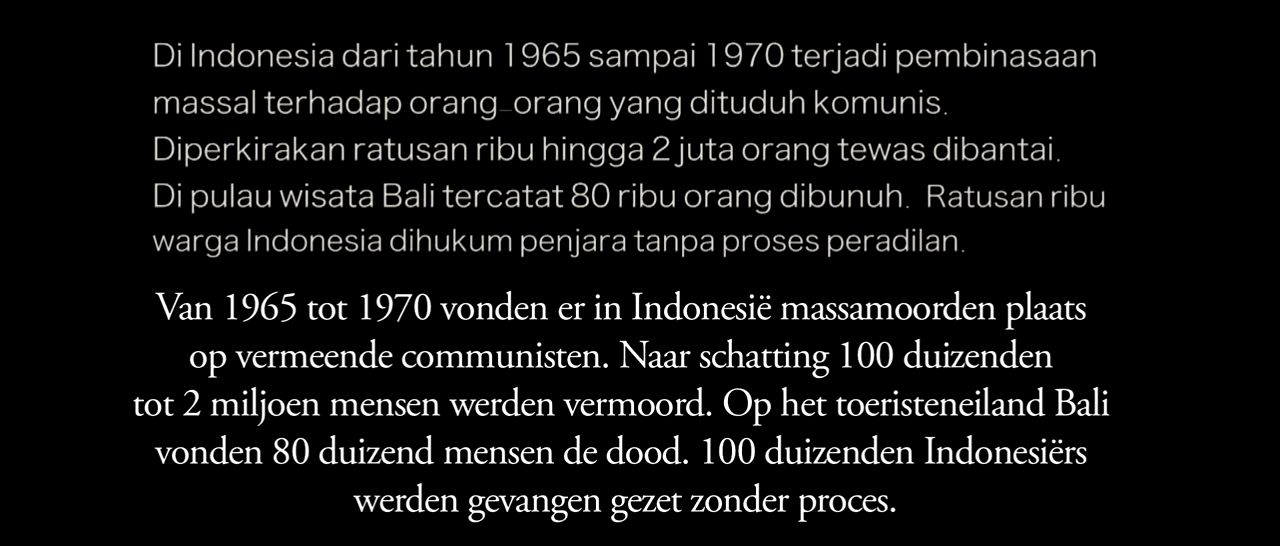 Di Indonesia dari tahun 1965 sampai 1970 terjadi pembinasaan
massal terhadap orang-orang yang dituduh komunis.
Diperkirakan ratusan ribu hingga 2 juta orang tewas dibantai.
Di pulau wisata Bali tercatat 80 ribu orang dibunuh. Ratusan ribu
warga Indonesia dihukum penjara tanpa proses peradilan.
Van 1965 tot 1970 vonden er in Indonesië massamoorden plaats
op vermeende communisten. Naar schatting 100 duizenden
tot 2 miljoen mensen werden vermoord. Op het toeristeneiland Bali
vonden 80 duizend mensen de dood. 100 duizenden Indonesiërs
werden gevangen gezet zonder proces.